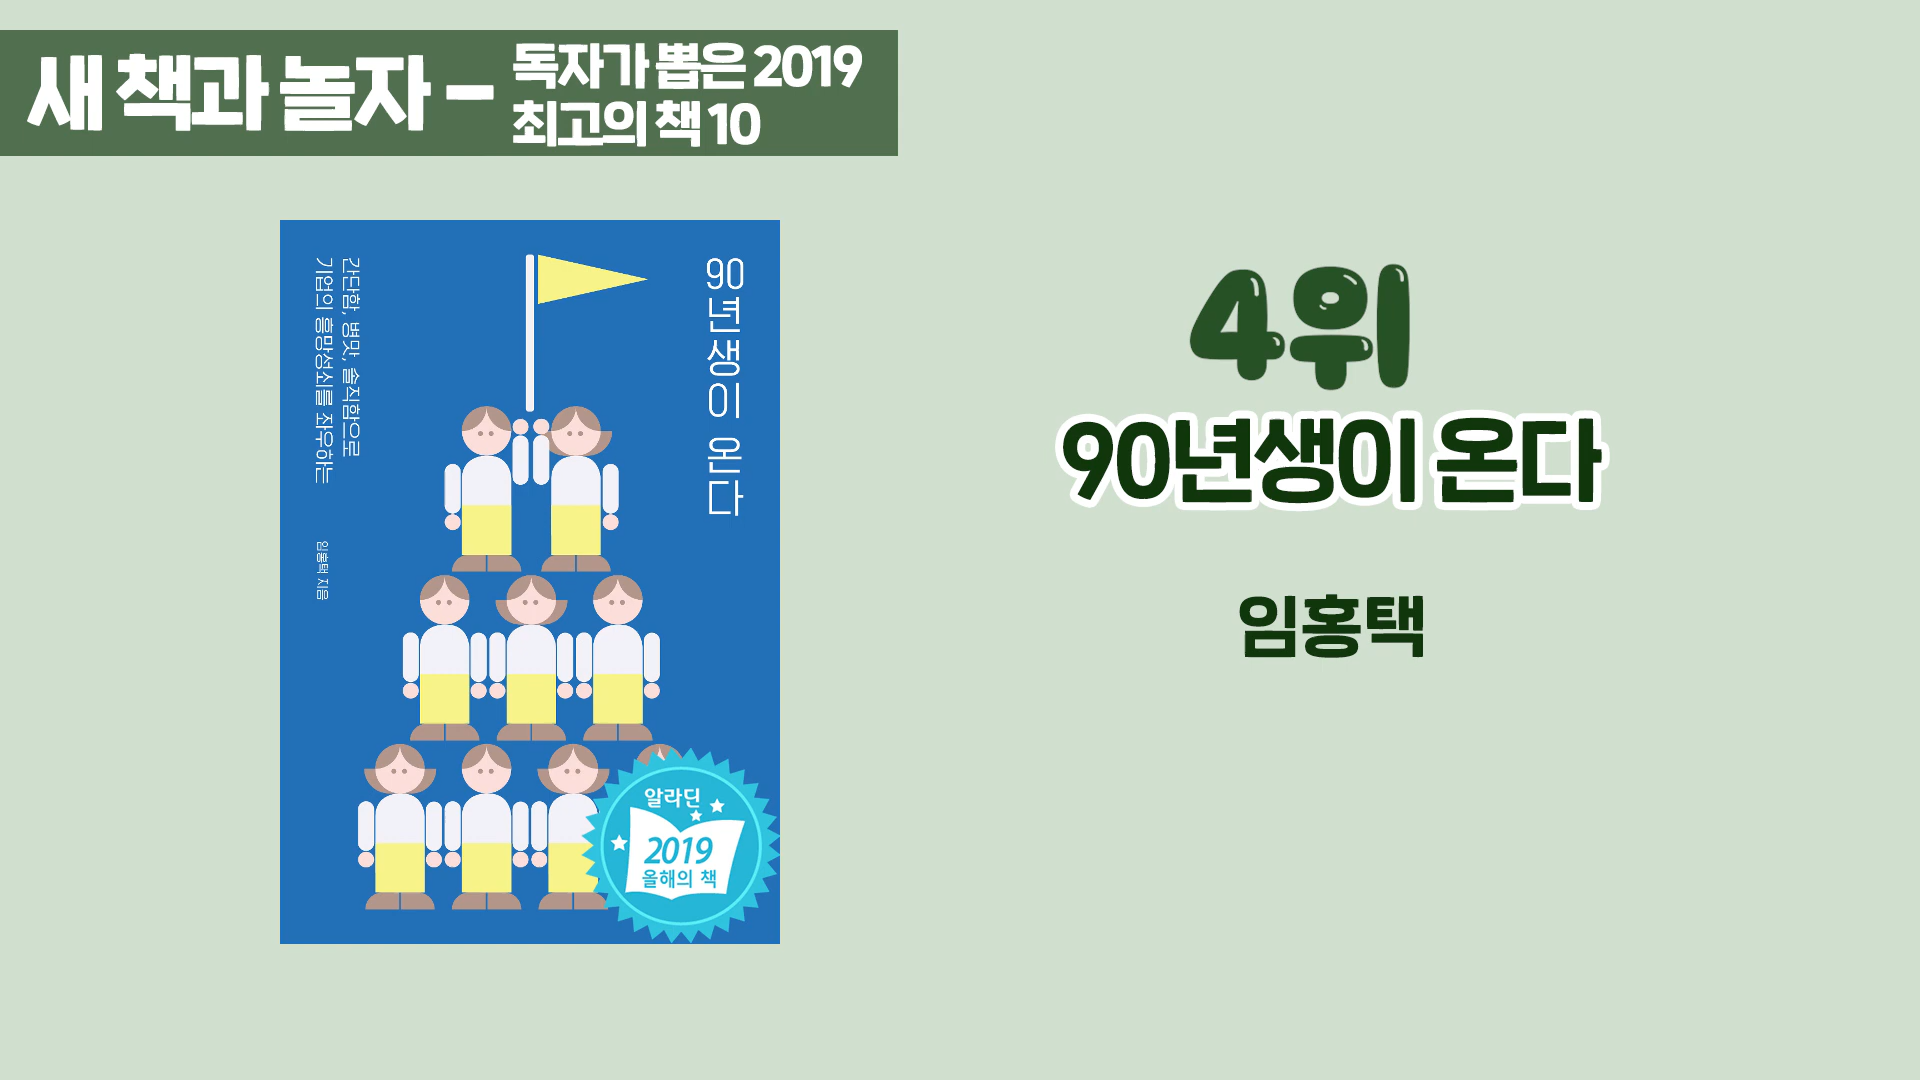 새 책과 놀자 -
독자가 뽑은 2019
최고의 책 10
90년생이 온다
간단함, 병맛, 솔직함으로
기업의 흥망성쇠를 좌우하는
임홍택 지음
알라딘
2019
올해의 책
4위
90년생이 온다
임홍택